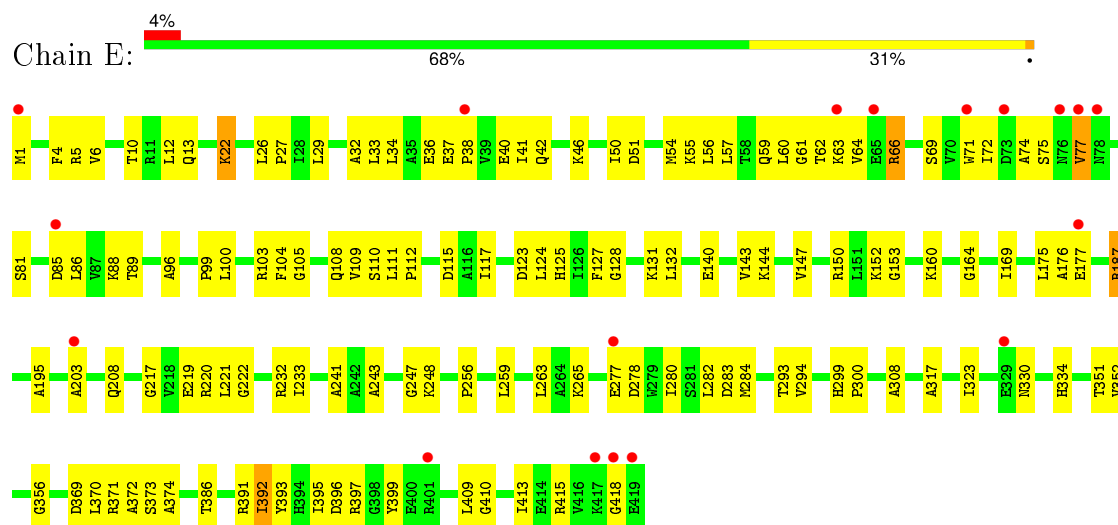 4%
Chain E:
68%
31%
•
M1 F4 R5 V6 T10 R11 L12 Q13 K22 L26 P27 I28 L29 A32 L33 L34 A35 E36 E37 P38 V39 E40 I41 Q42 K46 I50 D51 M54 K55 L56 L57 T58 Q59 L60 G61 T62 K63 V64 E65 R66 S69 V70 W71 I72 D73 A74 S75 N76 V77 N78
S81 D85 L86 V87 K88 T89 A96 P99 L100 R103 F104 G105 Q108 V109 S110 L111 P112 D115 A116 I117 D123 L124 H125 I126 F127 G128 K131 L132 E140 V143 K144 V147 R150 L151 K152 G153 K160 G164 I169 L175 A176 E177 R187
A195 A203 Q208 G217 V218 E219 R220 L221 G222 R232 I233 A241 A242 A243 G247 K248 P256 L259 L263 A264 K265 E277 D278 W279 I280 S281 L282 D283 M284 T293 V294 H299 P300 A308 A317 I323 E329 N330 H334 T351 V352
G356 D369 L370 R371 A372 S373 A374 T386 R391 I392 Y393 H394 I395 D396 R397 G398 Y399 E400 R401 L409 G410 I413 E414 R415 V416 K417 G418 E419